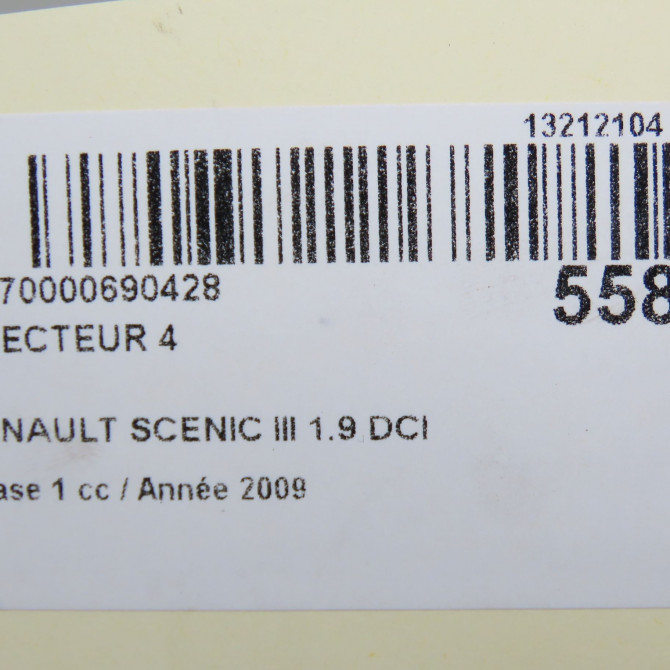 13212104
70000690428
558
ECTEUR 4
NAULT SCENIC III 1.9 DCI
ase 1 cc / Année 2009